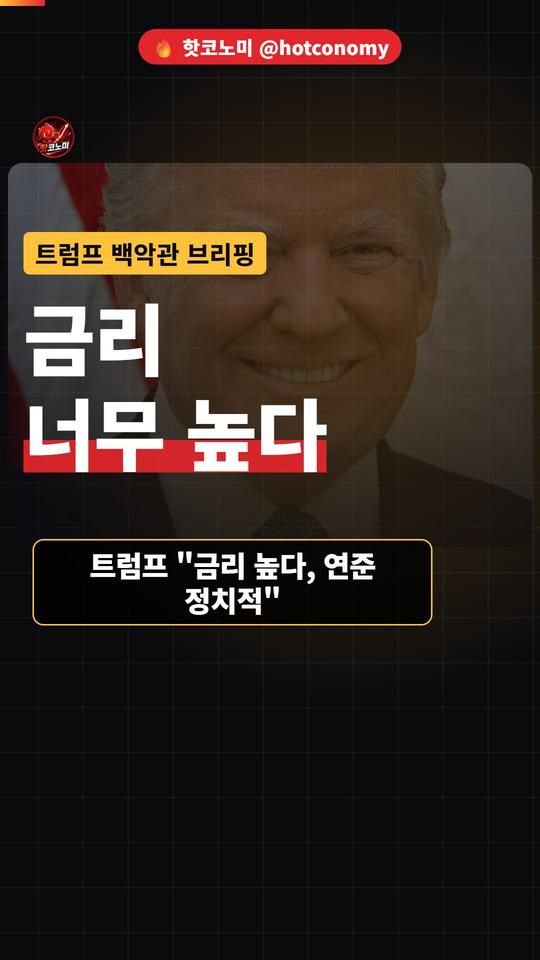 핫코노미 @hotconomy
핫코노미
트럼프 백악관 브리핑
금리
너무 높다
트럼프 "금리 높다, 연준
정치적"